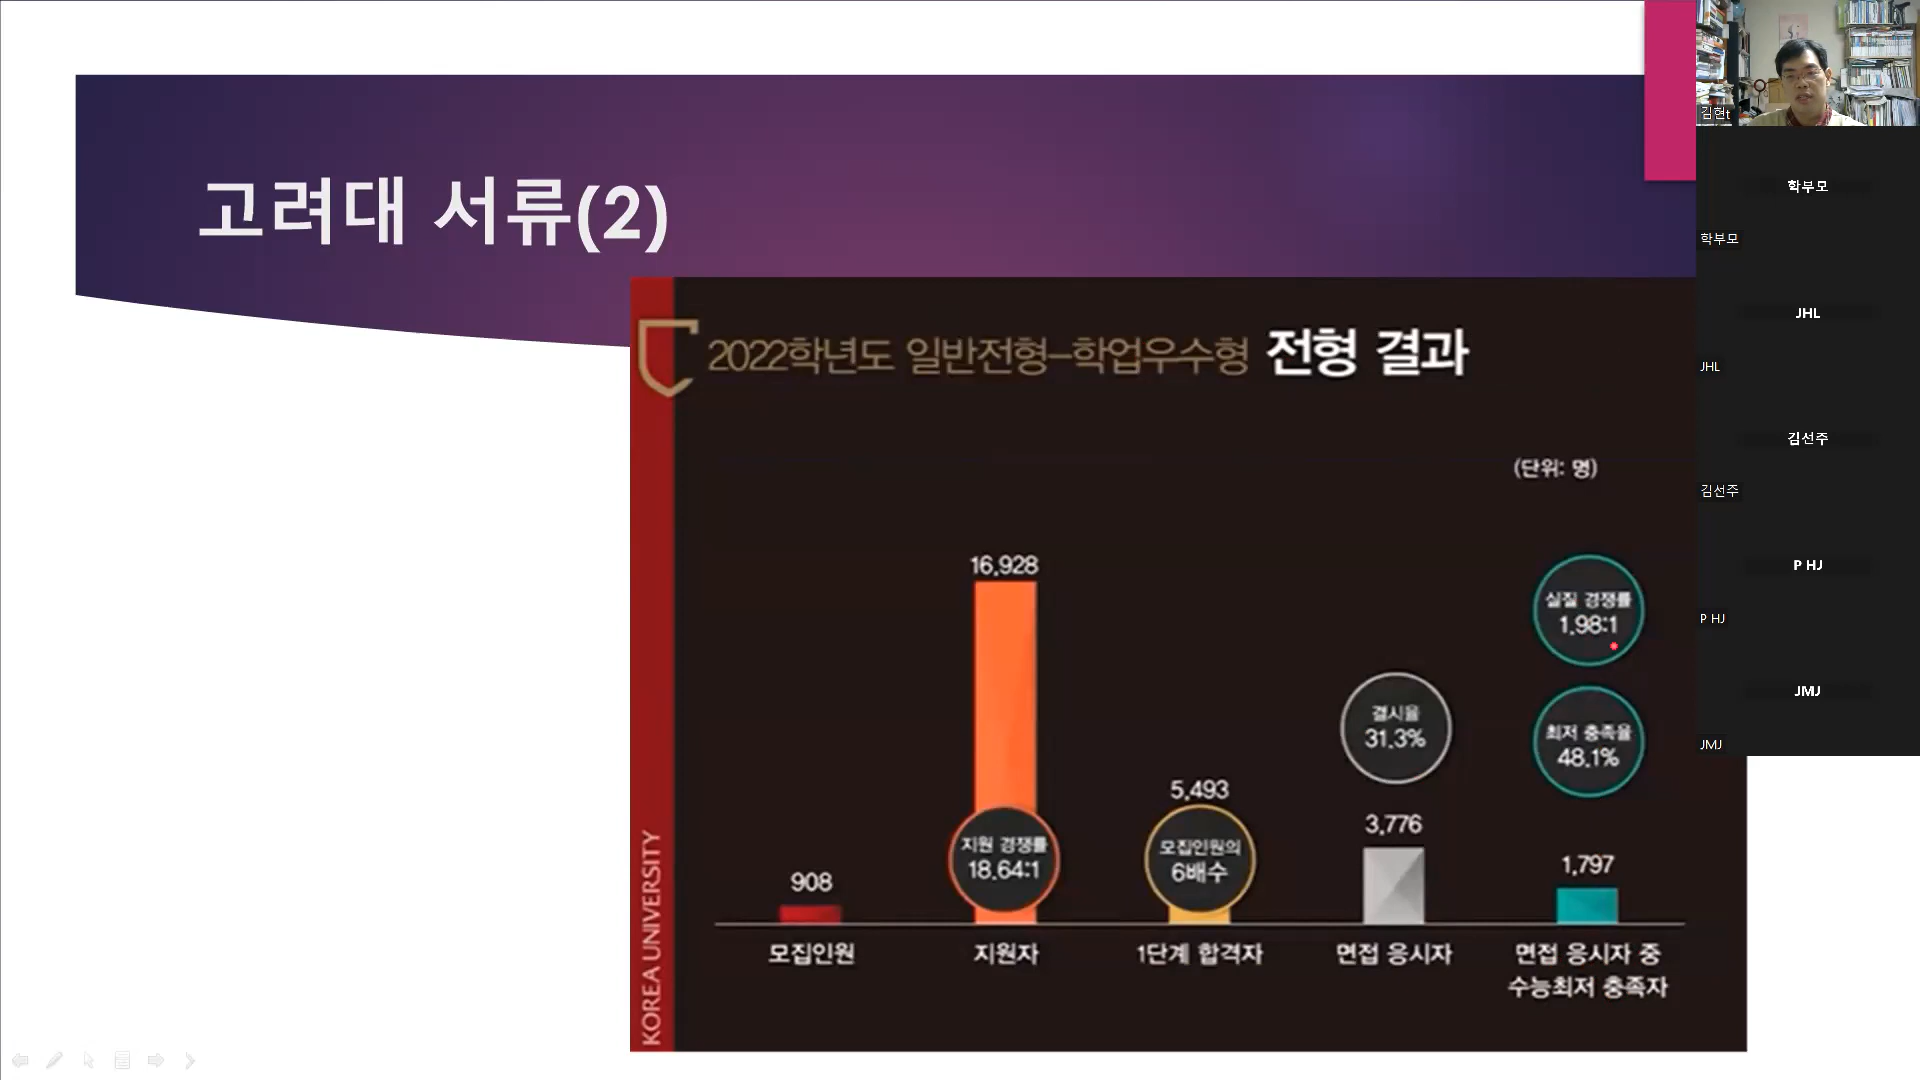 고려대 서류(2)
2022학년도 일반전형-학업우수형 전형 결과
(단위: 명)
16,928
실질 경쟁률
1.98:1
결시율
31.3%
최저 충족율
48.1%
5,493
3,776
지원 경쟁률
18.64:1
모집인원의
6배수
908
1,797
모집인원
지원자
1단계 합격자
면접 응시자
면접 응시자 중
수능최저 충족자
KOREA UNIVERSITY
김현t
학부모
학부모
JHL
JHL
김선주
김선주
P HJ
P HJ
JMJ
JMJ